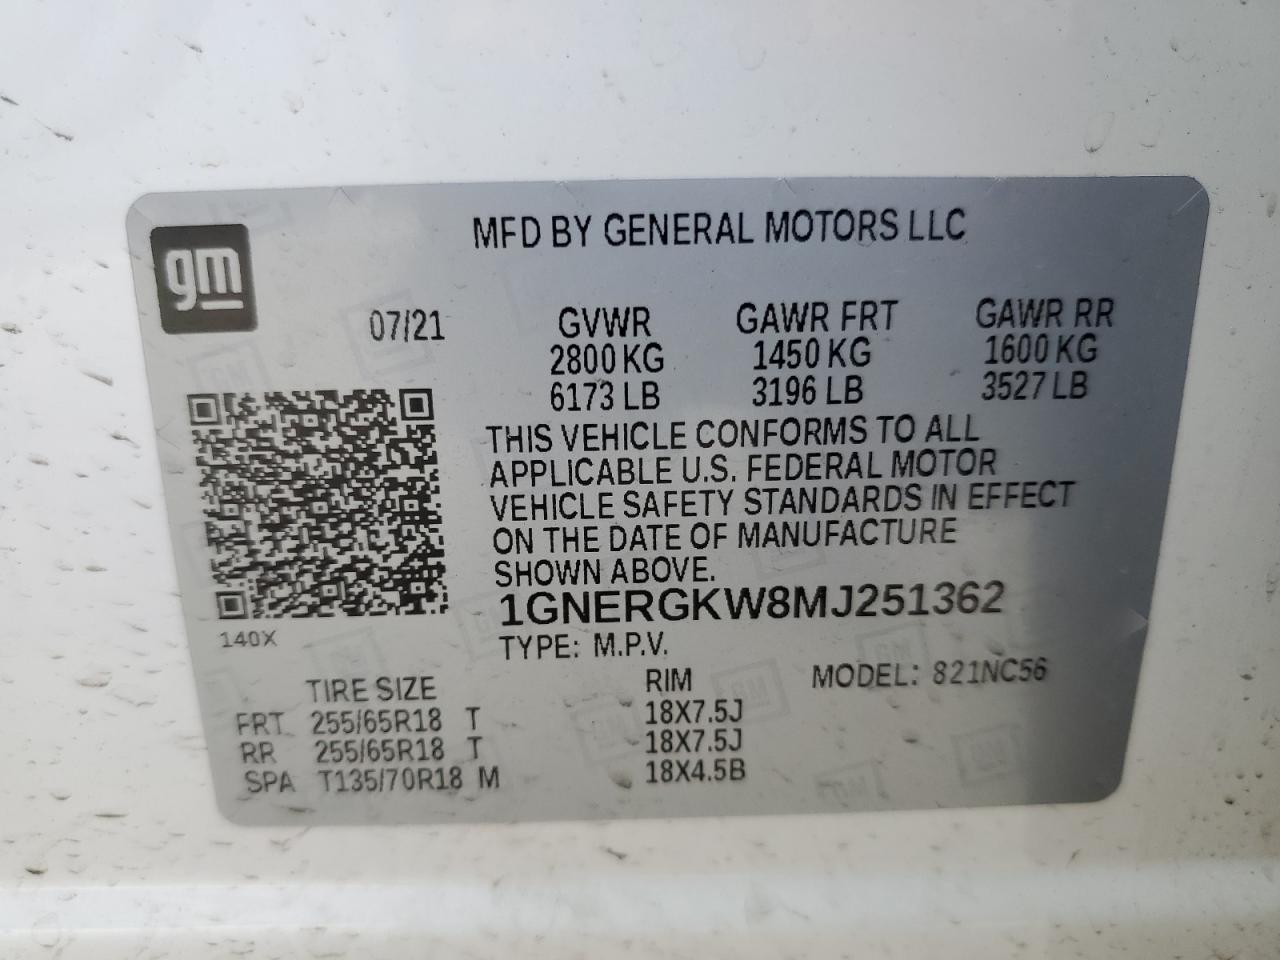 MFD BY GENERAL MOTORS LLC
gm
07/21 GVWR GAWR FRT GAWR RR
2800 KG 1450 KG 1600 KG
6173 LB 3196 LB 3527 LB
THIS VEHICLE CONFORMS TO ALL
APPLICABLE U.S. FEDERAL MOTOR
VEHICLE SAFETY STANDARDS IN EFFECT
ON THE DATE OF MANUFACTURE
SHOWN ABOVE.
1GNERGKW8MJ251362
140X
TYPE: M.P.V.
TIRE SIZE RIM MODEL: 821NC56
FRT 255/65R18 T 18X7.5J
RR 255/65R18 T 18X7.5J
SPA T135/70R18 M 18X4.5B